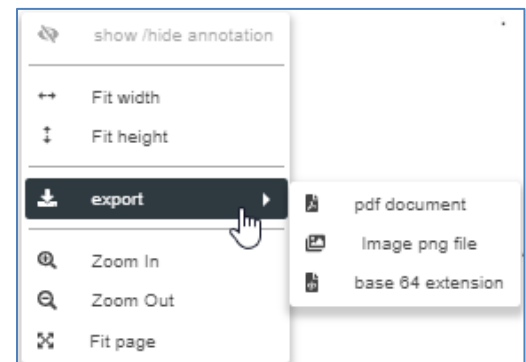 show /hide annotation
Fit width
Fit height
export
pdf document
Image png file
base 64 extension
Zoom In
Zoom Out
Fit page